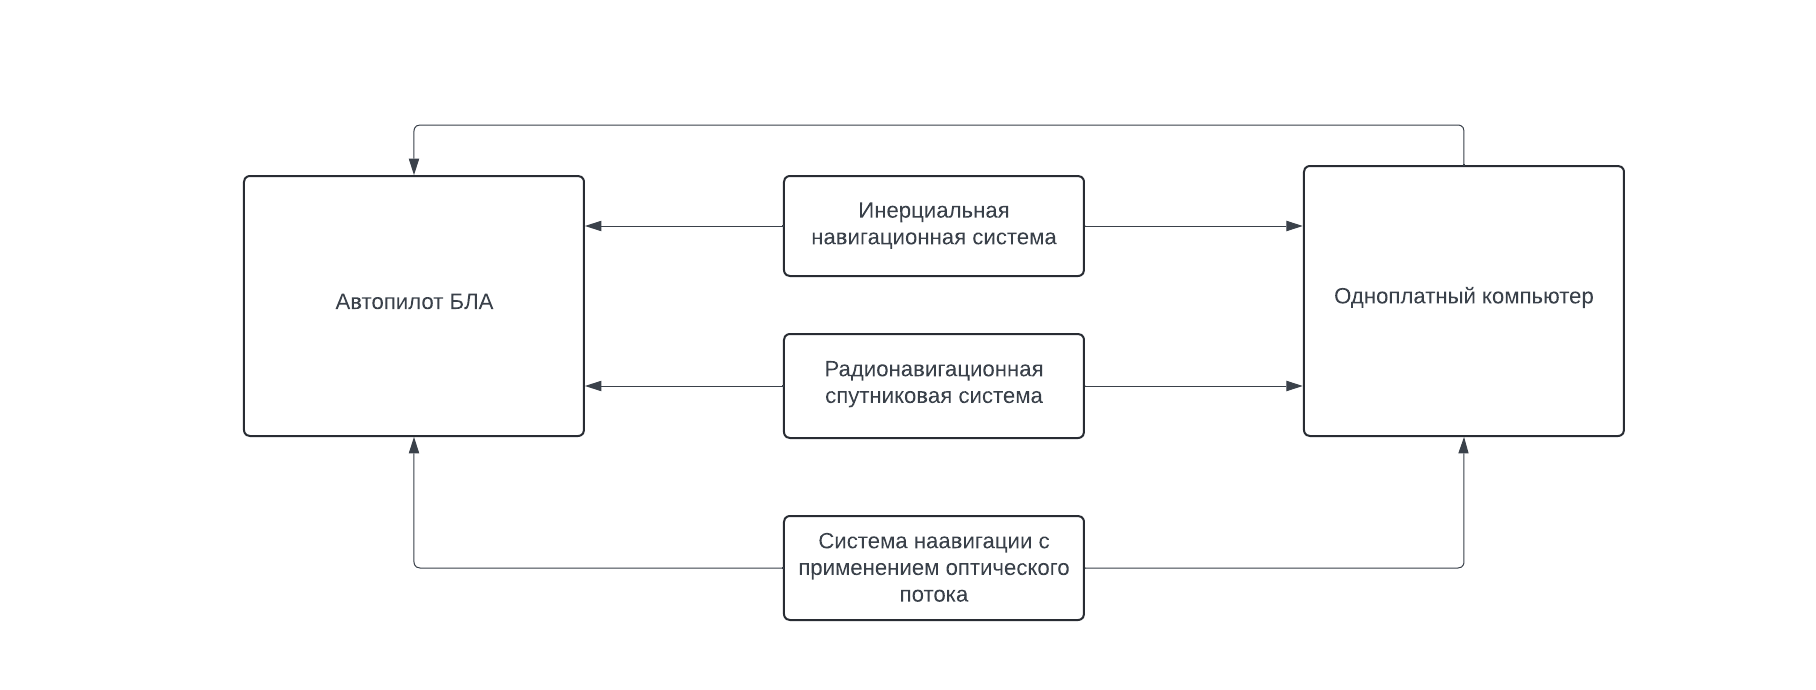 Инерциальная
навигационная система
Автопилот БЛА
Одноплатный компьютер
Радионавигационная
спутниковая система
Система наавигации с
применением оптического
потока